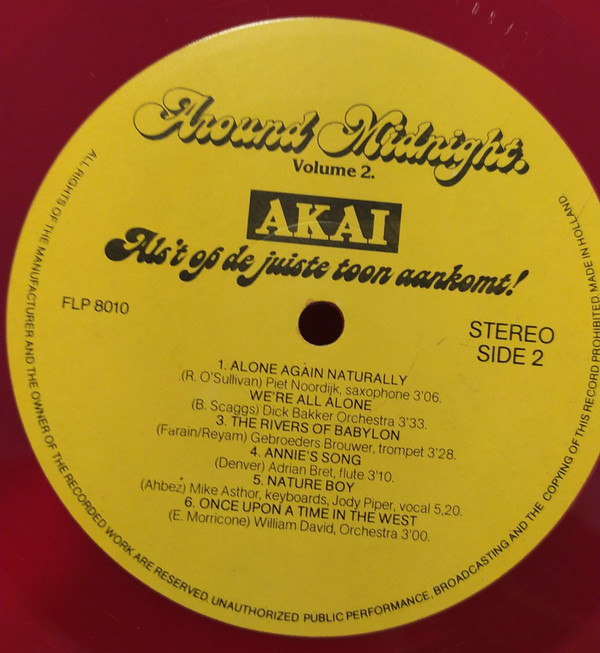 Around Midnight.
Volume 2.
AKAI
Als't op de juiste toon aankomt!
FLP 8010
STEREO
SIDE 2
1. ALONE AGAIN NATURALLY
(R. O'Sullivan) Piet Noordijk, saxophone 3'06.
WE'RE ALL ALONE
(B. Scaggs) Dick Bakker Orchestra 3'33.
3. THE RIVERS OF BABYLON
(Farain/Reyam) Gebroeders Brouwer, trompet 3'28.
4. ANNIE'S SONG
(Denver) Adrian Bret, flute 3'10.
5. NATURE BOY
(Ahbez) Mike Asthor, keyboards, Jody Piper, vocal 5.20.
6. ONCE UPON A TIME IN THE WEST
(E. Morricone) William David, Orchestra 3'00.
ALL RIGHTS OF THE MANUFACTURER AND THE OWNER OF THE RECORDED WORK ARE RESERVED. UNAUTHORIZED PUBLIC PERFORMANCE, BROADCASTING AND THE COPYING OF THIS RECORD PROHIBITED. MADE IN HOLLAND.